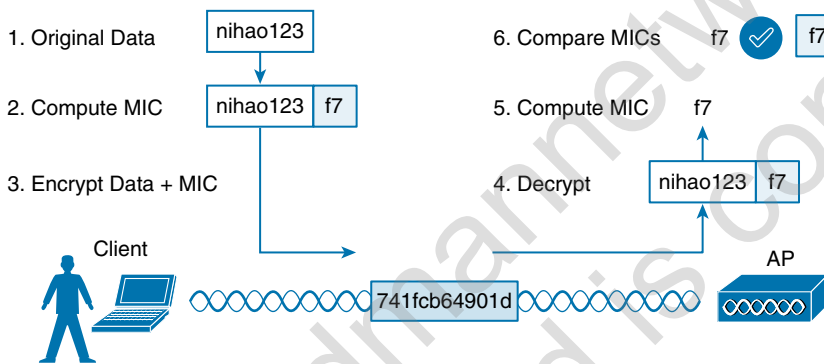 1. Original Data
nihao123
2. Compute MIC
nihao123 f7
3. Encrypt Data + MIC
6. Compare MICs f7 f7
5. Compute MIC f7
4. Decrypt nihao123 f7
Client
741fcb64901d
AP